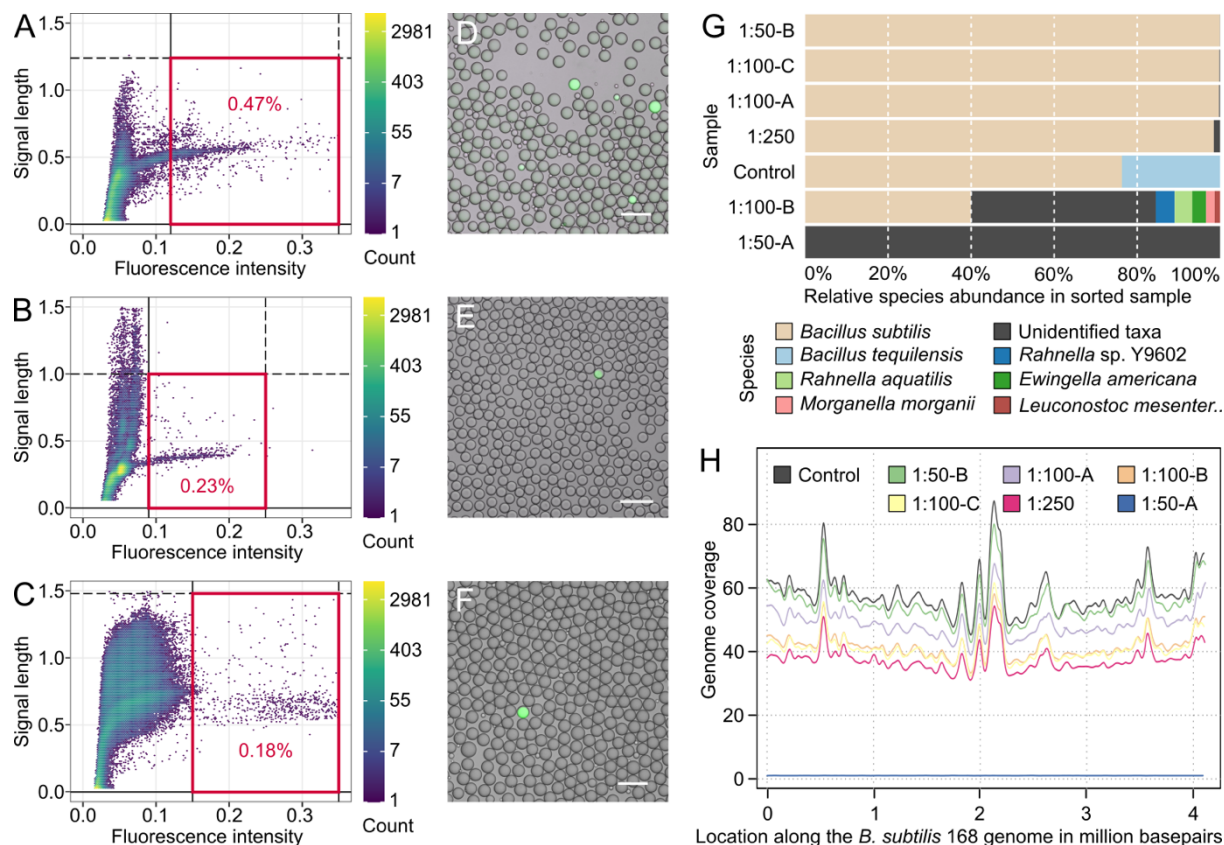 A
1.5
1.0
0.5
0.0
Signal length
0.47%
0.0 0.1 0.2 0.3
Fluorescence intensity
2981
403
55
7
1
Count
D
B
1.5
1.0
0.5
0.0
Signal length
0.23%
0.0 0.1 0.2 0.3
Fluorescence intensity
2981
403
55
7
1
Count
E
C
1.5
1.0
0.5
0.0
Signal length
0.18%
0.0 0.1 0.2 0.3
Fluorescence intensity
2981
403
55
7
1
Count
F
G
Sample
1:50-B
1:100-C
1:100-A
1:250
Control
1:100-B
1:50-A
0% 20% 40% 60% 80% 100%
Relative species abundance in sorted sample
Species
Bacillus subtilis Unidentified taxa
Bacillus tequilensis Rahnella sp. Y9602
Rahnella aquatilis Ewingella americana
Morganella morganii Leuconostoc mesenter..
H
Control 1:50-B 1:100-A 1:100-B
1:100-C 1:250 1:50-A
Genome coverage
80
60
40
20
0
0 1 2 3 4
Location along the B. subtilis 168 genome in million basepairs